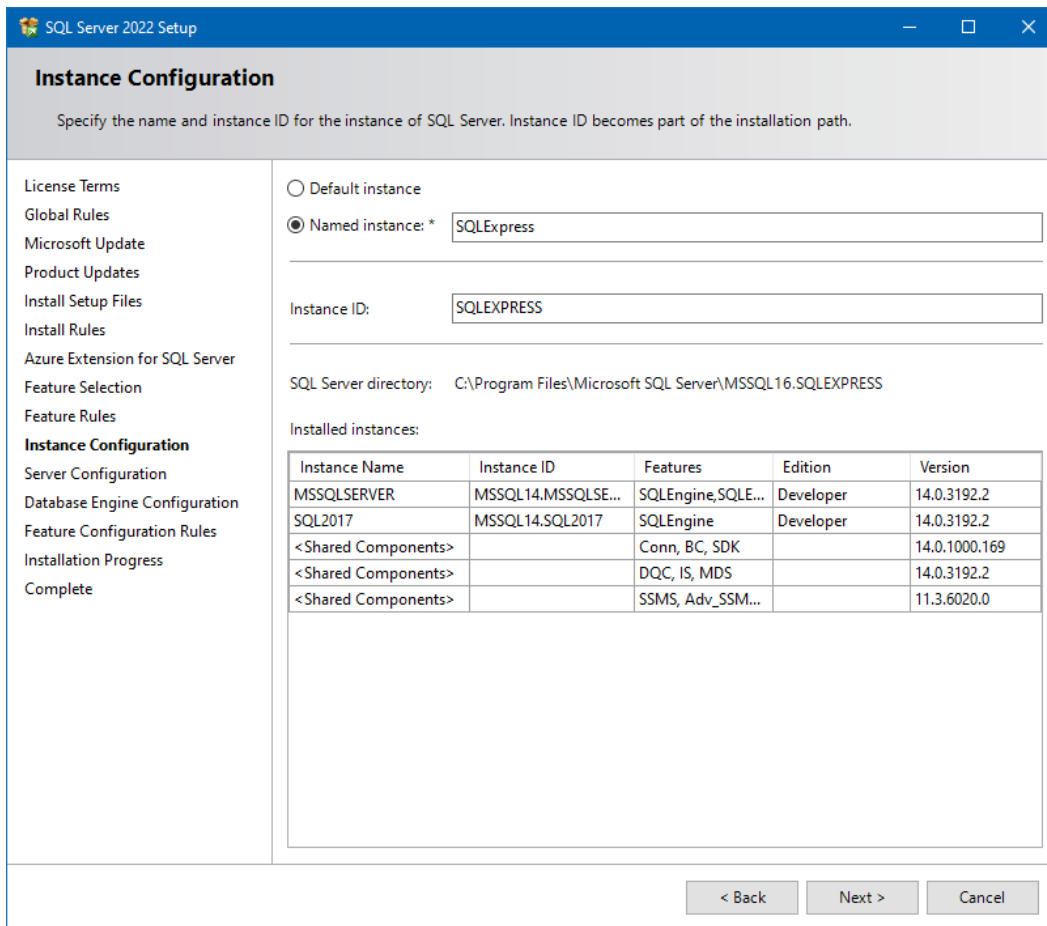 SQL Server 2022 Setup
Instance Configuration
Specify the name and instance ID for the instance of SQL Server. Instance ID becomes part of the installation path.
License Terms
Global Rules
Microsoft Update
Product Updates
Install Setup Files
Install Rules
Azure Extension for SQL Server
Feature Selection
Feature Rules
Instance Configuration
Server Configuration
Database Engine Configuration
Feature Configuration Rules
Installation Progress
Complete
Default instance
Named instance: * SQLExpress
Instance ID: SQLEXPRESS
SQL Server directory: C:\Program Files\Microsoft SQL Server\MSSQL16.SQLEXPRESS
Installed instances:
Instance Name Instance ID Features Edition Version
MSSQLSERVER MSSQL14.MSSQLSE... SQLEngine,SQLE... Developer 14.0.3192.2
SQL2017 MSSQL14.SQL2017 SQLEngine Developer 14.0.3192.2
<Shared Components> Conn, BC, SDK 14.0.1000.169
<Shared Components> DQC, IS, MDS 14.0.3192.2
<Shared Components> SSMS, Adv_SSM... 11.3.6020.0
< Back Next > Cancel